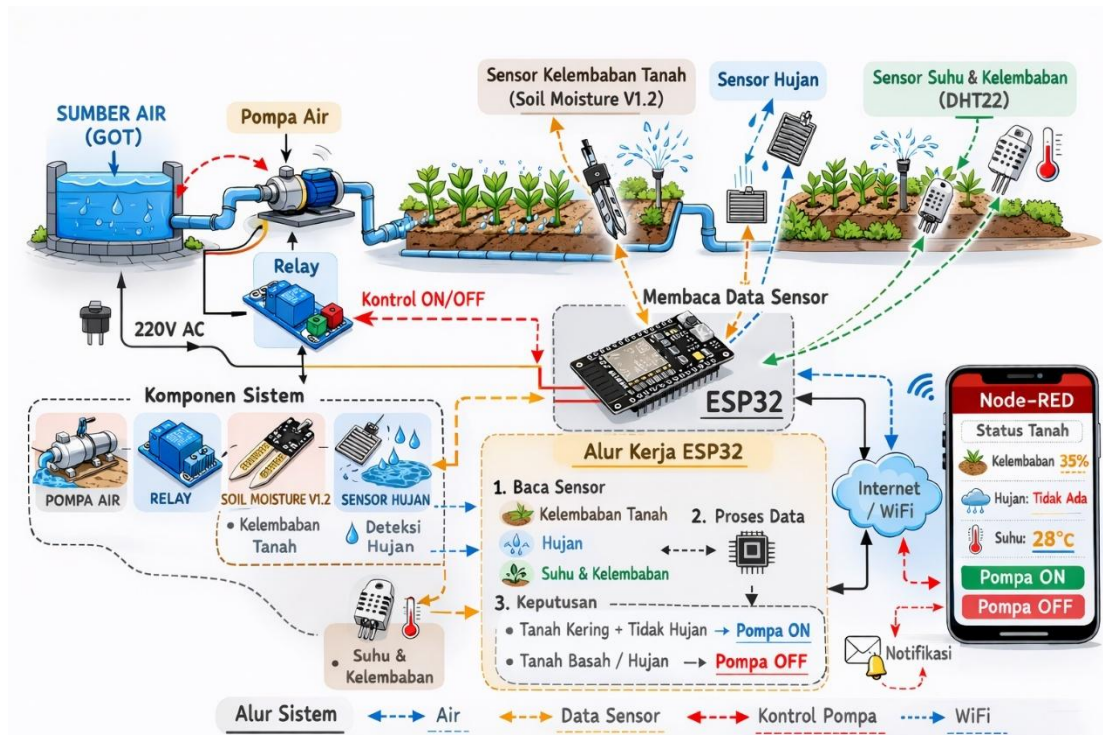 Sensor Kelembaban Tanah
(Soil Moisture V1.2)
Sensor Hujan
Sensor Suhu & Kelembaban
(DHT22)
SUMBER AIR
(GOT)
Pompa Air
Relay
Kontrol ON/OFF
Membaca Data Sensor
220V AC
ESP32
Komponen Sistem
POMPA AIR
RELAY
SOIL MOISTURE V1.2
SENSOR HUJAN
• Kelembaban
Tanah
Deteksi
Hujan
• Suhu &
Kelembaban
Alur Kerja ESP32
1. Baca Sensor
Kelembaban Tanah
Hujan
Suhu & Kelembaban
2. Proses Data
3. Keputusan
• Tanah Kering + Tidak Hujan → Pompa ON
• Tanah Basah / Hujan → Pompa OFF
Internet
/ WiFi
Node-RED
Status Tanah
Kelembaban 35%
Hujan: Tidak Ada
Suhu: 28°C
Pompa ON
Pompa OFF
Notifikasi
Alur Sistem
Air
Data Sensor
Kontrol Pompa
WiFi